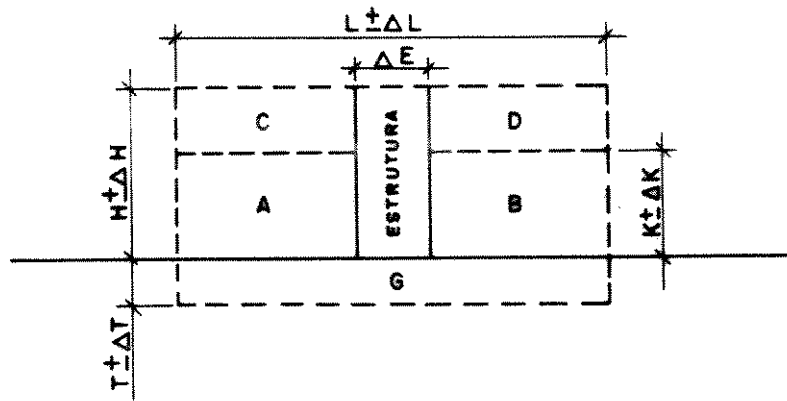 L ± ΔL
ΔE
C
ESTRUTURA
D
H ± ΔH
A
B
K ± ΔK
G
T ± ΔT